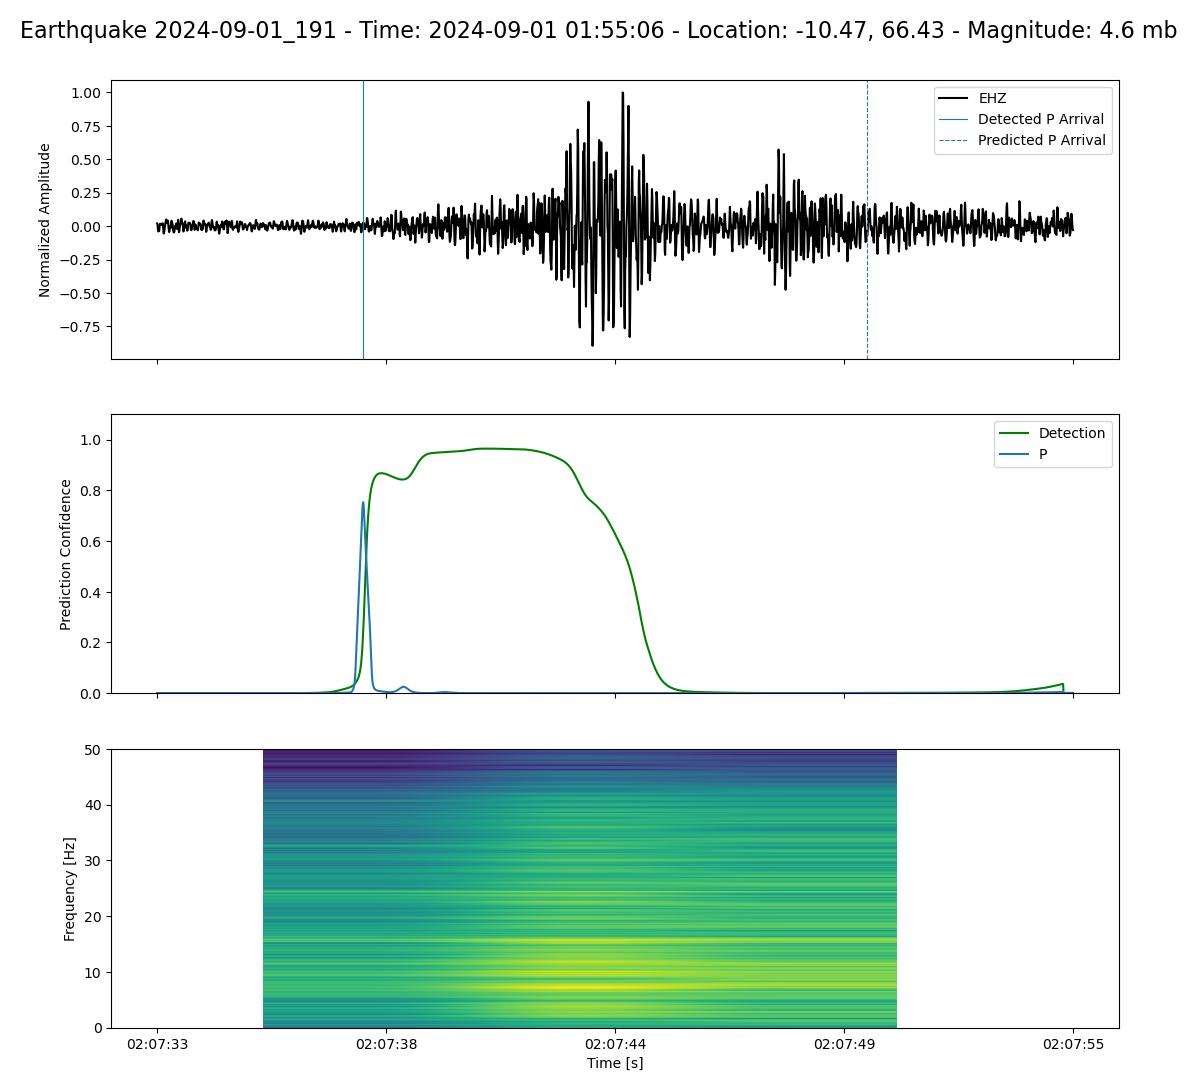 Earthquake 2024-09-01_191 - Time: 2024-09-01 01:55:06 - Location: -10.47, 66.43 - Magnitude: 4.6 mb
Normalized Amplitude
1.00
0.75
0.50
0.25
0.00
−0.25
−0.50
−0.75
EHZ
Detected P Arrival
Predicted P Arrival
Prediction Confidence
1.0
0.8
0.6
0.4
0.2
0.0
Detection
P
Frequency [Hz]
50
40
30
20
10
0
02:07:33
02:07:38
02:07:44
02:07:49
02:07:55
Time [s]